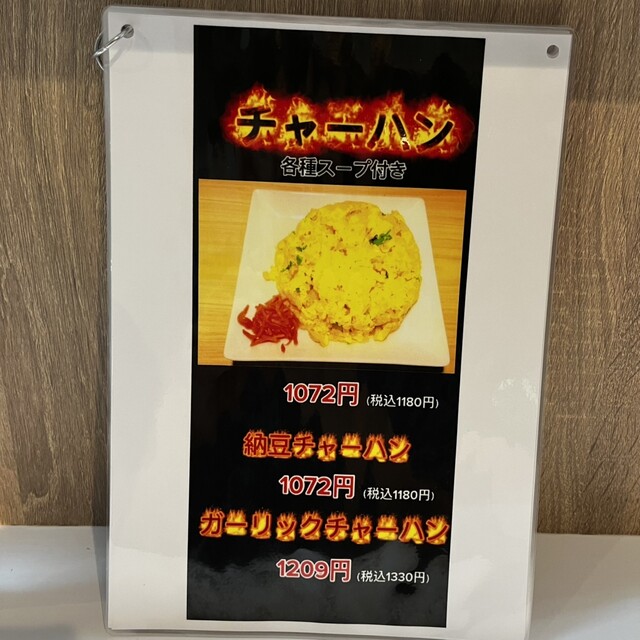 チャーハン
各種スープ付き
1072円 (税込1180円)
納豆チャーハン
1072円 (税込1180円)
ガーリックチャーハン
1209円 (税込1330円)